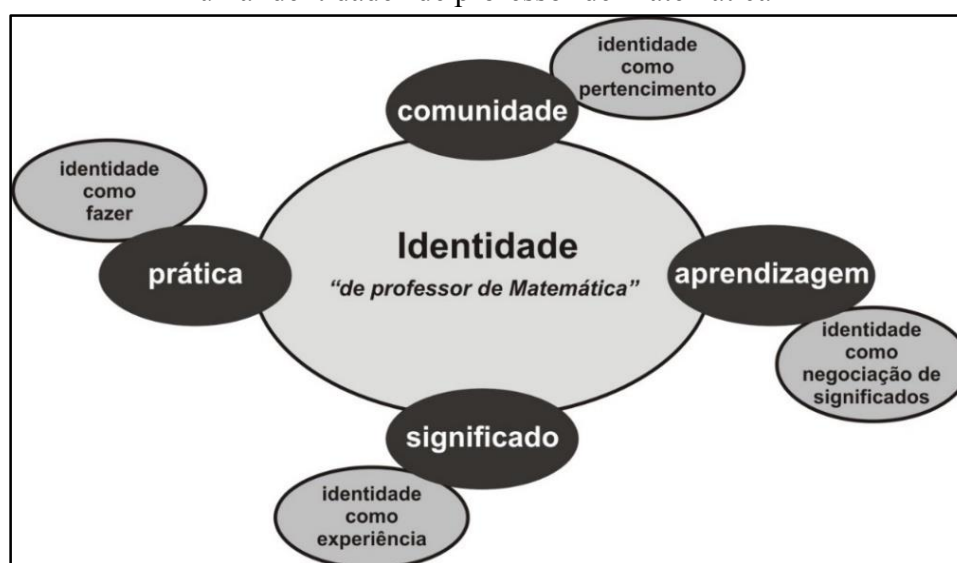 identidade
como
pertencimento
comunidade
identidade
como
fazer
prática
Identidade
“de professor de Matemática”
aprendizagem
identidade
como
negociação de
significados
significado
identidade
como
experiência